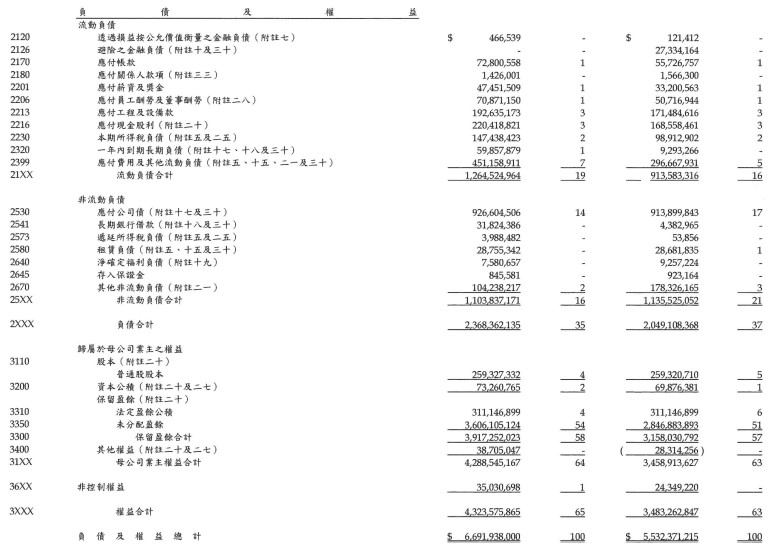 負 債 及 權 益
流動負債
2120 透過損益按公允價值衡量之金融負債（附註七） $ 466,539 - $ 121,412 -
2126 避險之金融負債（附註十及三十） - - 27,334,164 -
2170 應付帳款 72,800,558 1 55,726,757 1
2180 應付關係人款項（附註三三） 1,426,001 - 1,566,300 -
2201 應付薪資及獎金 47,451,509 1 33,200,563 1
2206 應付員工酬勞及董事酬勞（附註二八） 70,871,150 1 50,716,944 1
2213 應付工程及設備款 192,635,173 3 171,484,616 3
2216 應付現金股利（附註二十） 220,418,821 3 168,558,461 3
2230 本期所得稅負債（附註五及二五） 147,438,423 2 98,912,902 2
2320 一年內到期長期負債（附註十七、十八及三十） 59,857,879 1 9,293,266 -
2399 應付費用及其他流動負債（附註五、十五、二一及三十） 451,158,911 7 296,667,931 5
21XX 流動負債合計 1,264,524,964 19 913,583,316 16
非流動負債
2530 應付公司債（附註十七及三十） 926,604,506 14 913,899,843 17
2541 長期銀行借款（附註十八及三十） 31,824,386 - 4,382,965 -
2573 遞延所得稅負債（附註五及二五） 3,988,482 - 53,856 -
2580 租賃負債（附註五、十五及三十） 28,755,342 - 28,681,835 1
2640 淨確定福利負債（附註十九） 7,580,657 - 9,257,224 -
2645 存入保證金 845,581 - 923,164 -
2670 其他非流動負債（附註二一） 104,238,217 2 178,326,165 3
25XX 非流動負債合計 1,103,837,171 16 1,135,525,052 21
2XXX 負債合計 2,368,362,135 35 2,049,108,368 37
歸屬於母公司業主之權益
3110 股本（附註二十）
普通股股本 259,327,332 4 259,320,710 5
3200 資本公積（附註二十及二七） 73,260,765 2 69,876,381 1
保留盈餘（附註二十）
3310 法定盈餘公積 311,146,899 4 311,146,899 6
3350 未分配盈餘 3,606,105,124 54 2,846,883,893 51
3300 保留盈餘合計 3,917,252,023 58 3,158,030,792 57
3400 其他權益（附註二十及二七） 38,705,047 - ( 28,314,256 ) -
31XX 母公司業主權益合計 4,288,545,167 64 3,458,913,627 63
36XX 非控制權益 35,030,698 1 24,349,220 -
3XXX 權益合計 4,323,575,865 65 3,483,262,847 63
負 債 及 權 益 總 計 $ 6,691,938,000 100 $ 5,532,371,215 100